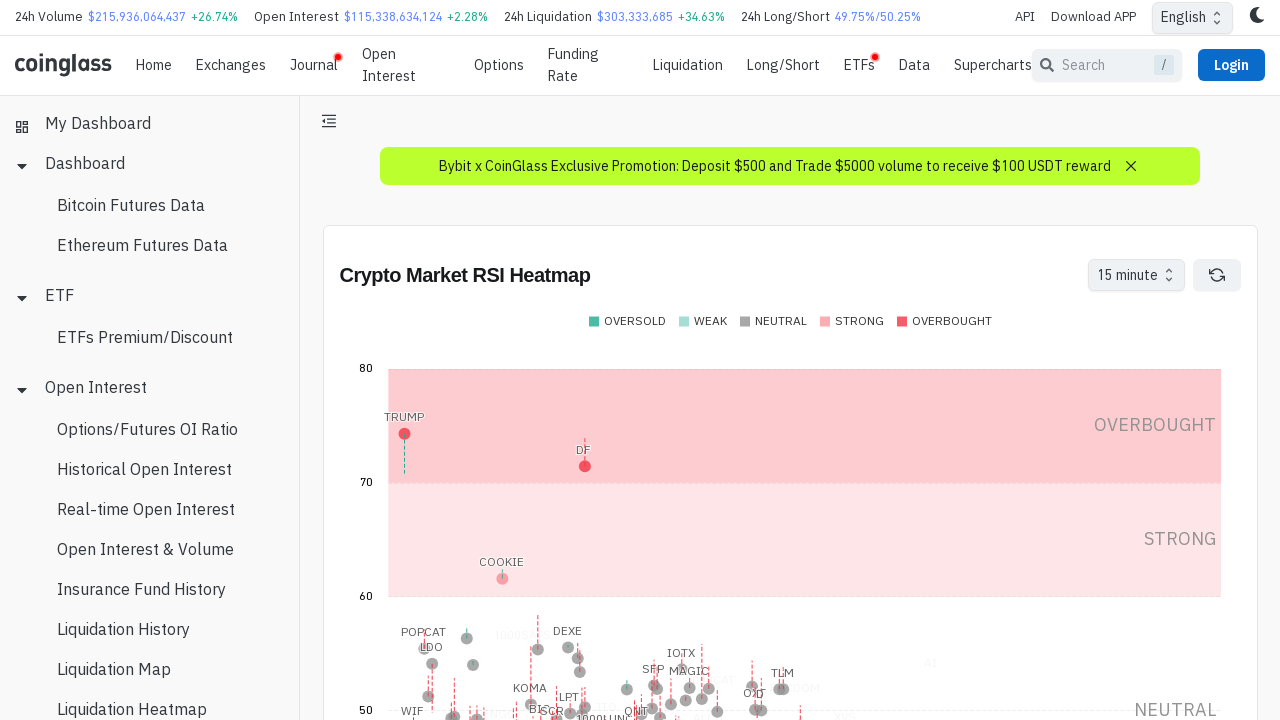 24h Volume $215,936,064,437 +26.74% Open Interest $115,338,634,124 +2.28% 24h Liquidation $303,333,685 +34.63% 24h Long/Short 49.75%/50.25% API Download APP English
coinglass Home Exchanges Journal Open Interest Options Funding Rate Liquidation Long/Short ETFs Data Supercharts Search / Login
My Dashboard
Dashboard
Bitcoin Futures Data
Ethereum Futures Data
ETF
ETFs Premium/Discount
Open Interest
Options/Futures OI Ratio
Historical Open Interest
Real-time Open Interest
Open Interest & Volume
Insurance Fund History
Liquidation History
Liquidation Map
Liquidation Heatmap
Bybit x CoinGlass Exclusive Promotion: Deposit $500 and Trade $5000 volume to receive $100 USDT reward
Crypto Market RSI Heatmap
15 minute
OVERSOLD WEAK NEUTRAL STRONG OVERBOUGHT
80
TRUMP
OVERBOUGHT
DF
70
STRONG
COOKIE
60
POPCAT DEXE
LDO IOTX
SFP MAGIC TLM
KOMA
LPT
WIF
50
NEUTRAL